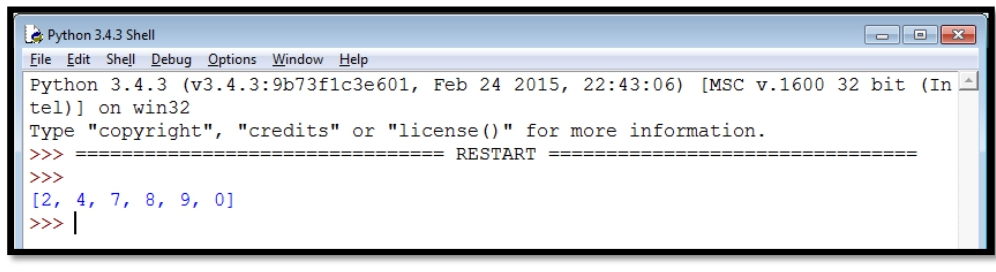 Python 3.4.3 Shell
File Edit Shell Debug Options Window Help
Python 3.4.3 (v3.4.3:9b73f1c3e601, Feb 24 2015, 22:43:06) [MSC v.1600 32 bit (In
tel)] on win32
Type "copyright", "credits" or "license()" for more information.
>>> ================================ RESTART ================================
>>>
[2, 4, 7, 8, 9, 0]
>>>